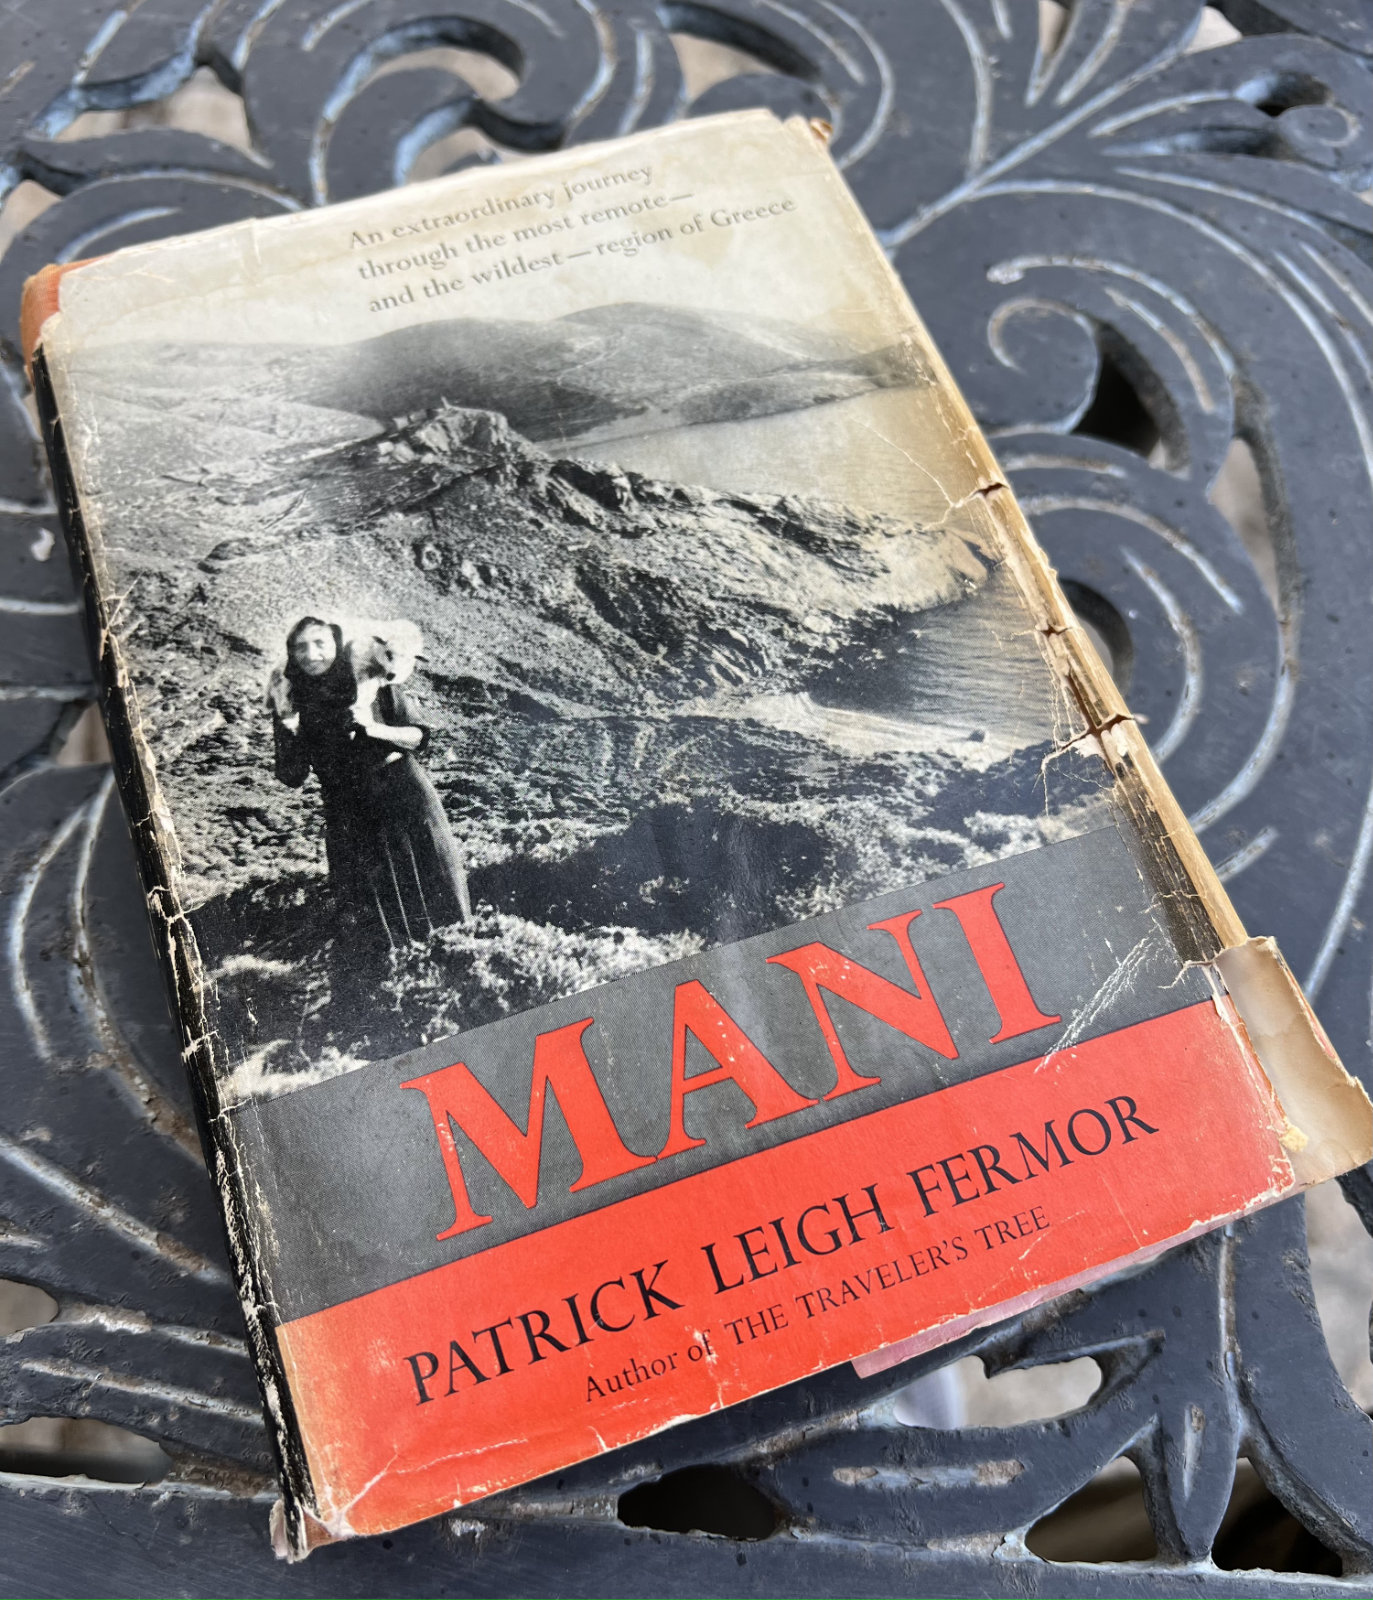 An extraordinary journey
through the most remote—
and the wildest—region of Greece
MANI
PATRICK LEIGH FERMOR
Author of THE TRAVELER'S TREE